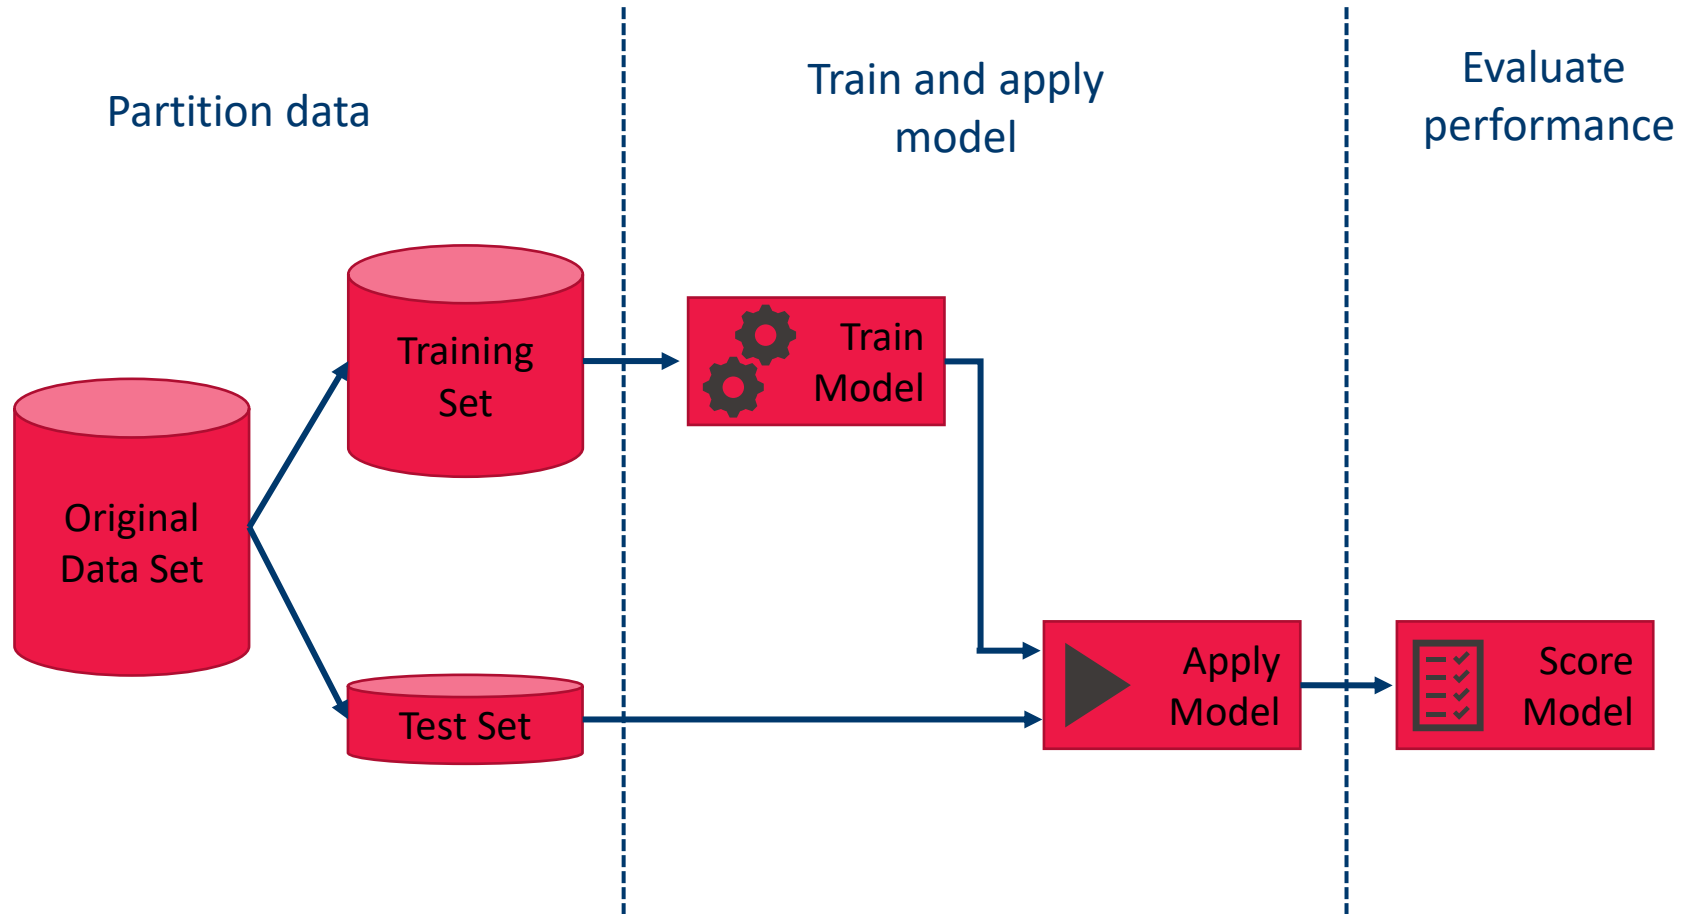 Partition data
Train and apply
model
Evaluate
performance
Original
Data Set
Training
Set
Test Set
Train
Model
Apply
Model
Score
Model